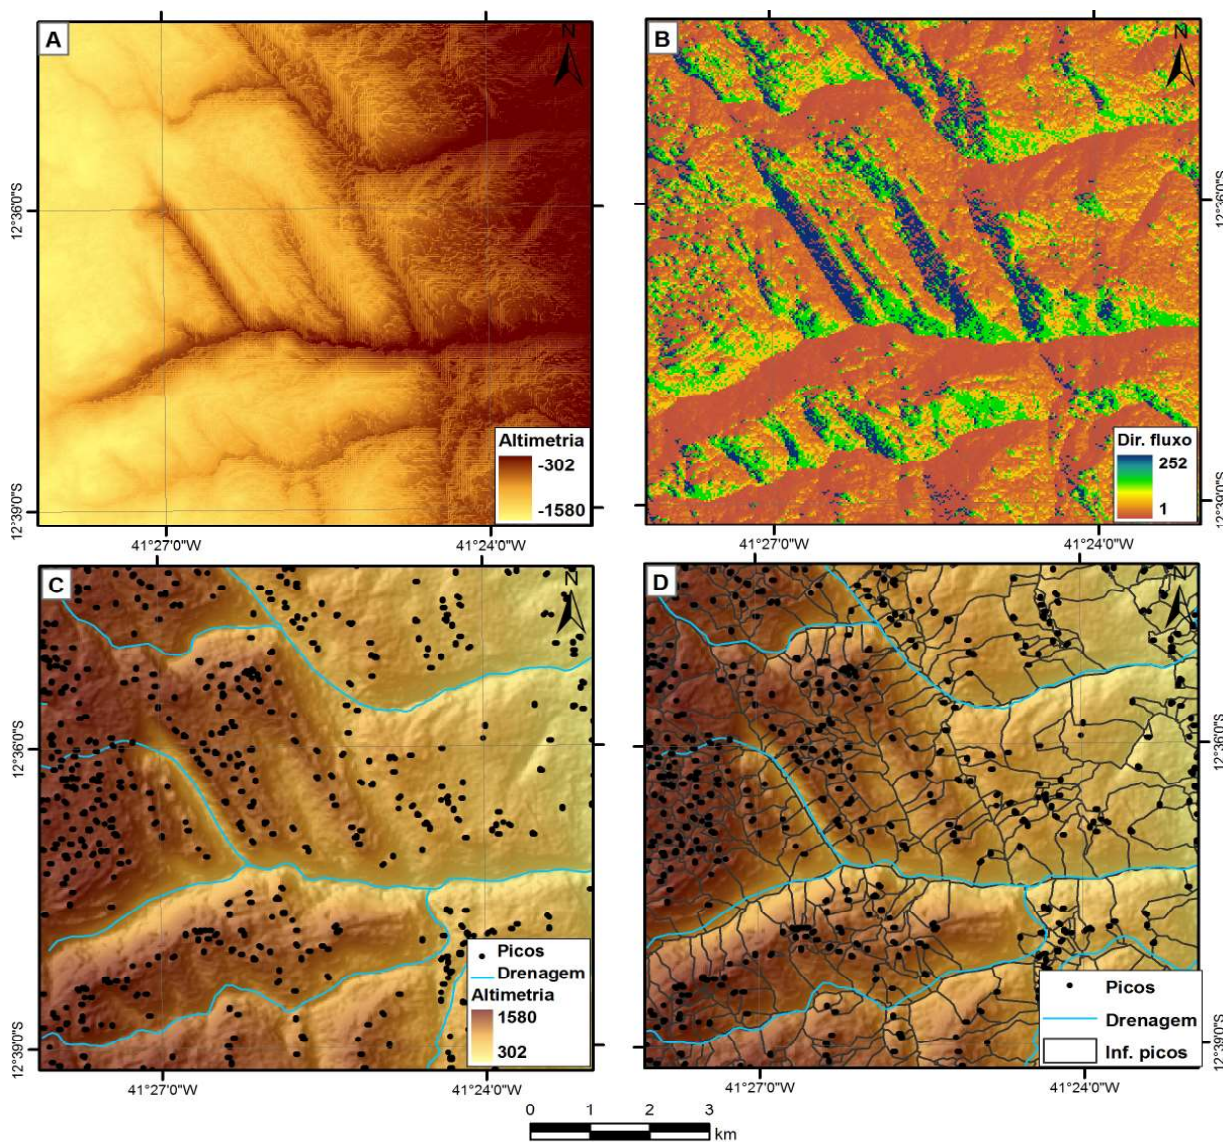 A
N
12°36'0"S
12°39'0"S
Altimetria
-302
-1580
41°27'0"W
41°24'0"W
B
N
12°36'0"S
12°39'0"S
Dir. fluxo
252
1
41°27'0"W
41°24'0"W
C
N
12°36'0"S
12°39'0"S
Picos
Drenagem
Altimetria
1580
302
41°27'0"W
41°24'0"W
D
N
12°36'0"S
12°39'0"S
Picos
Drenagem
Inf. picos
41°27'0"W
41°24'0"W
0 1 2 3
km